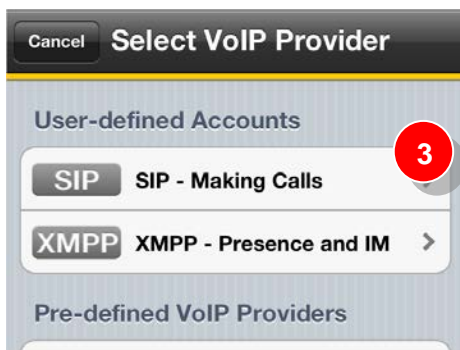 Cancel Select VoIP Provider
User-defined Accounts
3
SIP SIP - Making Calls
XMPP XMPP - Presence and IM
Pre-defined VoIP Providers